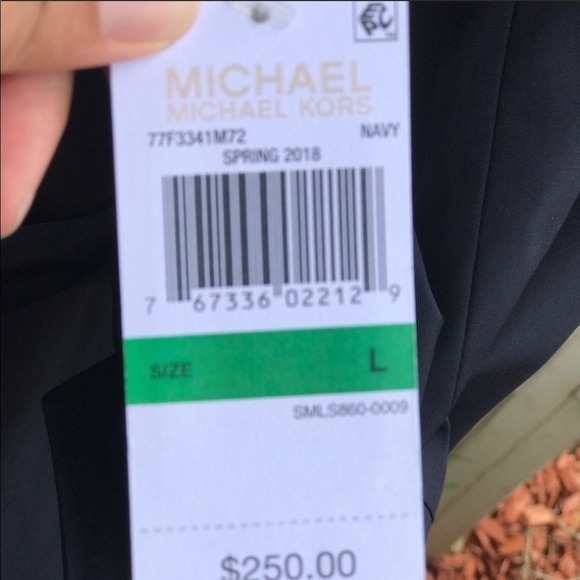 MICHAEL
MICHAEL KORS
77F3341M72 NAVY
SPRING 2018
7 67336 02212 9
SIZE L
SMLS860-0009
$250.00